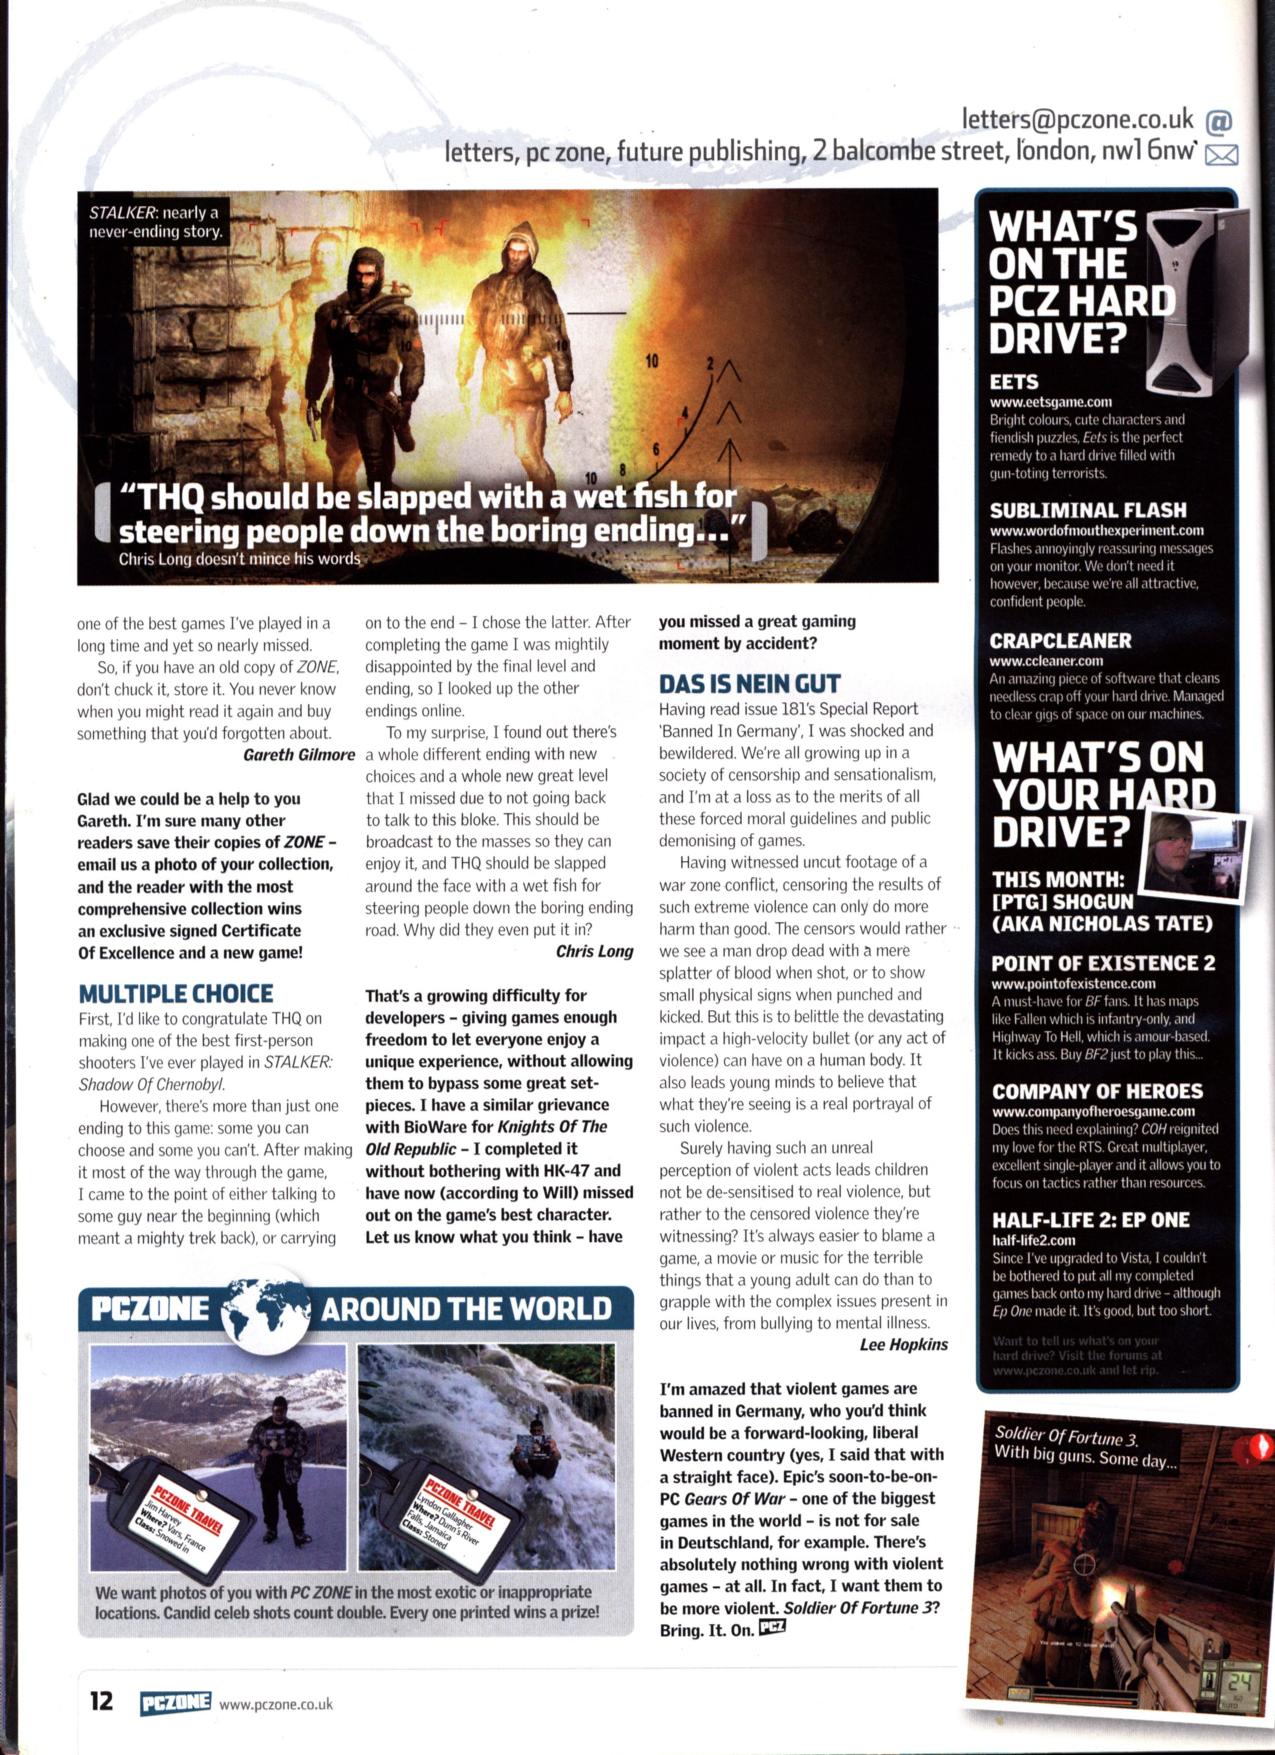 letters@pczone.co.uk @
letters, pc zone, future publishing, 2 balcombe street, london, nw1 6nw
STALKER: nearly a
never-ending story.
10
10
10
2
4
6
8
10
“THQ should be slapped with a wet fish for
steering people down the boring ending...”
Chris Long doesn't mince his words
one of the best games I've played in a
long time and yet so nearly missed.
So, if you have an old copy of ZONE,
don't chuck it, store it. You never know
when you might read it again and buy
something that you'd forgotten about.
Gareth Gilmore
Glad we could be a help to you
Gareth. I'm sure many other
readers save their copies of ZONE –
email us a photo of your collection,
and the reader with the most
comprehensive collection wins
an exclusive signed Certificate
Of Excellence and a new game!
MULTIPLE CHOICE
First, I'd like to congratulate THQ on
making one of the best first-person
shooters I've ever played in STALKER:
Shadow Of Chernobyl.
However, there's more than just one
ending to this game: some you can
choose and some you can't. After making
it most of the way through the game,
I came to the point of either talking to
some guy near the beginning (which
meant a mighty trek back), or carrying
on to the end – I chose the latter. After
completing the game I was mightily
disappointed by the final level and
ending, so I looked up the other
endings online.
To my surprise, I found out there's
a whole different ending with new
choices and a whole new great level
that I missed due to not going back
to talk to this bloke. This should be
broadcast to the masses so they can
enjoy it, and THQ should be slapped
around the face with a wet fish for
steering people down the boring ending
road. Why did they even put it in?
Chris Long
That's a growing difficulty for
developers – giving games enough
freedom to let everyone enjoy a
unique experience, without allowing
them to bypass some great set-
pieces. I have a similar grievance
with BioWare for Knights Of The
Old Republic – I completed it
without bothering with HK-47 and
have now (according to Will) missed
out on the game's best character.
Let us know what you think – have
you missed a great gaming
moment by accident?
DAS IS NEIN GUT
Having read issue 181's Special Report
‘Banned In Germany’, I was shocked and
bewildered. We're all growing up in a
society of censorship and sensationalism,
and I'm at a loss as to the merits of all
these forced moral guidelines and public
demonising of games.
Having witnessed uncut footage of a
war zone conflict, censoring the results of
such extreme violence can only do more
harm than good. The censors would rather
we see a man drop dead with a mere
splatter of blood when shot, or to show
small physical signs when punched and
kicked. But this is to belittle the devastating
impact a high-velocity bullet (or any act of
violence) can have on a human body. It
also leads young minds to believe that
what they're seeing is a real portrayal of
such violence.
Surely having such an unreal
perception of violent acts leads children
not be de-sensitised to real violence, but
rather to the censored violence they're
witnessing? It's always easier to blame a
game, a movie or music for the terrible
things that a young adult can do than to
grapple with the complex issues present in
our lives, from bullying to mental illness.
Lee Hopkins
I'm amazed that violent games are
banned in Germany, who you'd think
would be a forward-looking, liberal
Western country (yes, I said that with
a straight face). Epic's soon-to-be-on-
PC Gears Of War – one of the biggest
games in the world – is not for sale
in Deutschland, for example. There's
absolutely nothing wrong with violent
games – at all. In fact, I want them to
be more violent. Soldier Of Fortune 3?
Bring. It. On. PCZ
PCZONE AROUND THE WORLD
PCZONE TRAVEL
Jim Harvey
Where? Vars, France
Class: Snowed in
PCZONE TRAVEL
Lyndon Gallagher
Where? Dunn's River
Falls, Jamaica
Class: Stoned
We want photos of you with PC ZONE in the most exotic or inappropriate
locations. Candid celeb shots count double. Every one printed wins a prize!
WHAT'S
ON THE
PCZ HARD
DRIVE?
EETS
www.eetsgame.com
Bright colours, cute characters and
fiendish puzzles, Eets is the perfect
remedy to a hard drive filled with
gun-toting terrorists.
SUBLIMINAL FLASH
www.wordofmouthexperiment.com
Flashes annoyingly reassuring messages
on your monitor. We don't need it
however, because we're all attractive,
confident people.
CRAPCLEANER
www.ccleaner.com
An amazing piece of software that cleans
needless crap off your hard drive. Managed
to clear gigs of space on our machines.
WHAT'S ON
YOUR HARD
DRIVE?
THIS MONTH:
[PTG] SHOGUN
(AKA NICHOLAS TATE)
POINT OF EXISTENCE 2
www.pointofexistence.com
A must-have for BF fans. It has maps
like Fallen which is infantry-only, and
Highway To Hell, which is amour-based.
It kicks ass. Buy BF2 just to play this...
COMPANY OF HEROES
www.companyofheroesgame.com
Does this need explaining? COH reignited
my love for the RTS. Great multiplayer,
excellent single-player and it allows you to
focus on tactics rather than resources.
HALF-LIFE 2: EP ONE
half-life2.com
Since I've upgraded to Vista, I couldn't
be bothered to put all my completed
games back onto my hard drive – although
Ep One made it. It's good, but too short.
Want to tell us what's on your
hard drive? Visit the forums at
www.pczone.co.uk and let rip.
Soldier Of Fortune 3.
With big guns. Some day...
24
12 PCZONE www.pczone.co.uk